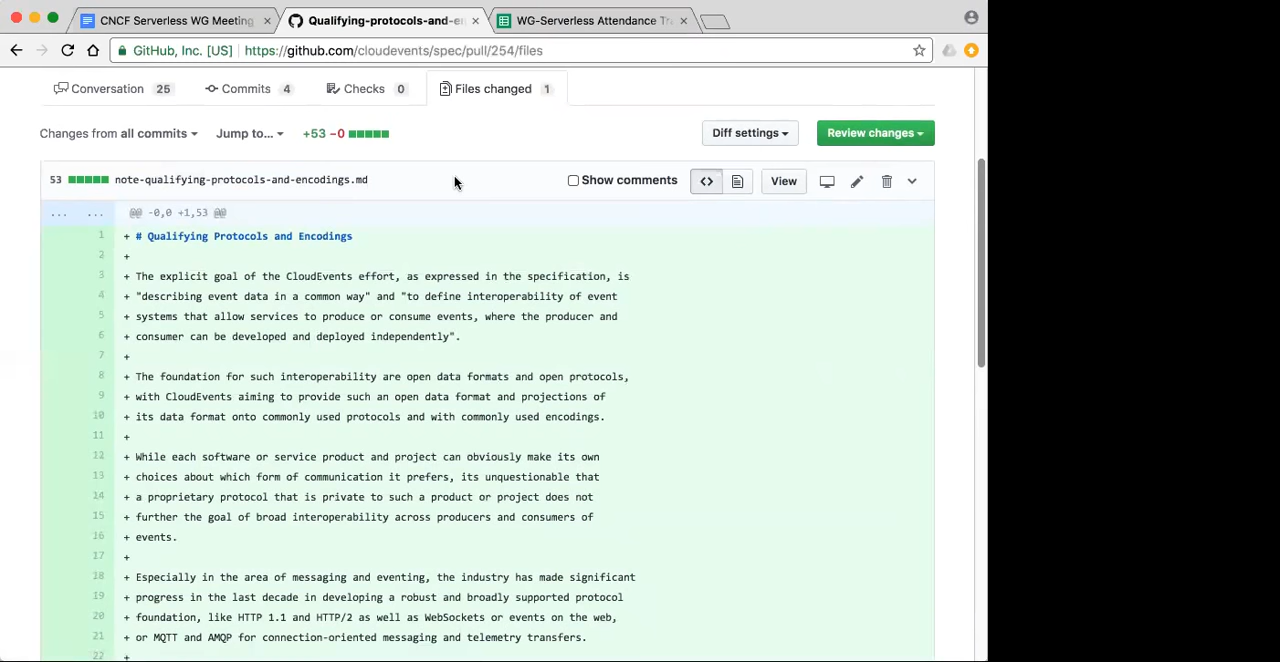 CNCF Serverless WG Meeting
Qualifying-protocols-and-en
WG-Serverless Attendance Tr
GitHub, Inc. [US]
https://github.com/cloudevents/spec/pull/254/files
Conversation 25
Commits 4
Checks 0
Files changed 1
Changes from all commits
Jump to...
+53 −0
Diff settings
Review changes
53
note-qualifying-protocols-and-encodings.md
Show comments
<>
View
... ... @@ -0,0 +1,53 @@
1 + # Qualifying Protocols and Encodings
2 +
3 + The explicit goal of the CloudEvents effort, as expressed in the specification, is
4 + "describing event data in a common way" and "to define interoperability of event
5 + systems that allow services to produce or consume events, where the producer and
6 + consumer can be developed and deployed independently".
7 +
8 + The foundation for such interoperability are open data formats and open protocols,
9 + with CloudEvents aiming to provide such an open data format and projections of
10 + its data format onto commonly used protocols and with commonly used encodings.
11 +
12 + While each software or service product and project can obviously make its own
13 + choices about which form of communication it prefers, its unquestionable that
14 + a proprietary protocol that is private to such a product or project does not
15 + further the goal of broad interoperability across producers and consumers of
16 + events.
17 +
18 + Especially in the area of messaging and eventing, the industry has made significant
19 + progress in the last decade in developing a robust and broadly supported protocol
20 + foundation, like HTTP 1.1 and HTTP/2 as well as WebSockets or events on the web,
21 + or MQTT and AMQP for connection-oriented messaging and telemetry transfers.
22 +